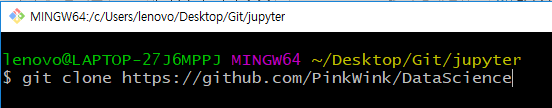 MINGW64:/c/Users/lenovo/Desktop/Git/jupyter
lenovo@LAPTOP-27J6MPPJ MINGW64 ~/Desktop/Git/jupyter
$ git clone https://github.com/PinkWink/DataScience